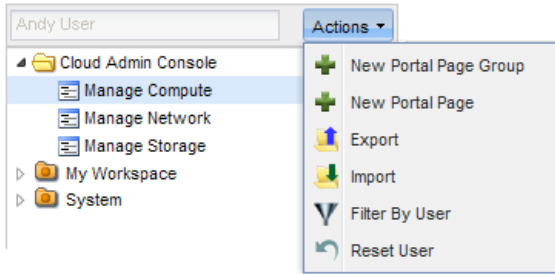 Andy User
Actions
Cloud Admin Console
Manage Compute
Manage Network
Manage Storage
My Workspace
System
New Portal Page Group
New Portal Page
Export
Import
Filter By User
Reset User